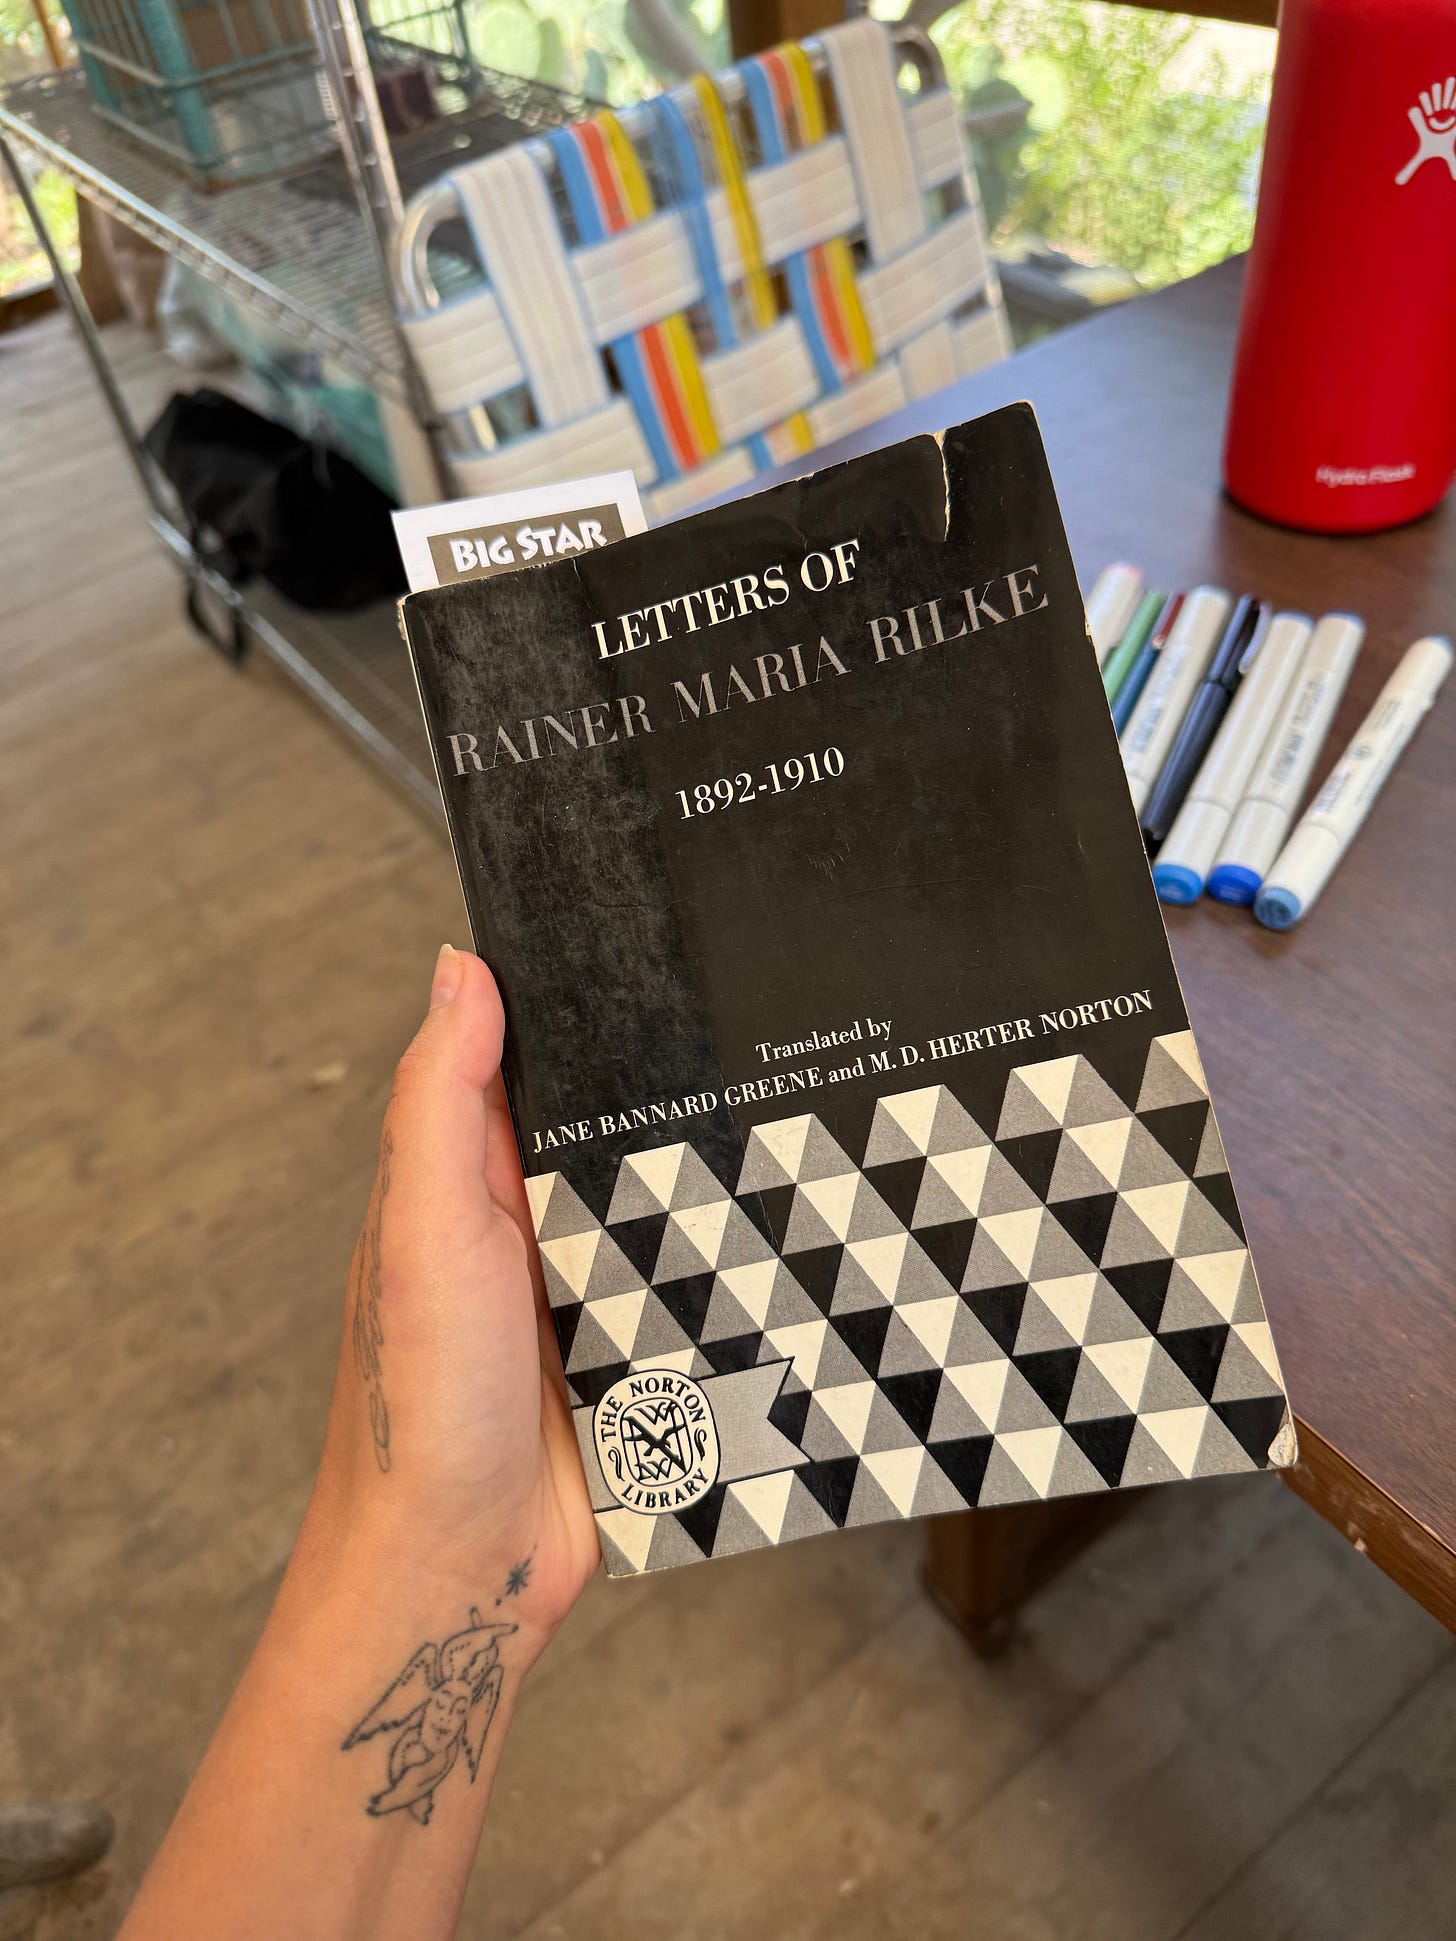 Hydro Flask
BIG STAR
LETTERS OF
RAINER MARIA RILKE
1892-1910
Translated by
JANE BANNARD GREENE and M. D. HERTER NORTON
THE NORTON
LIBRARY